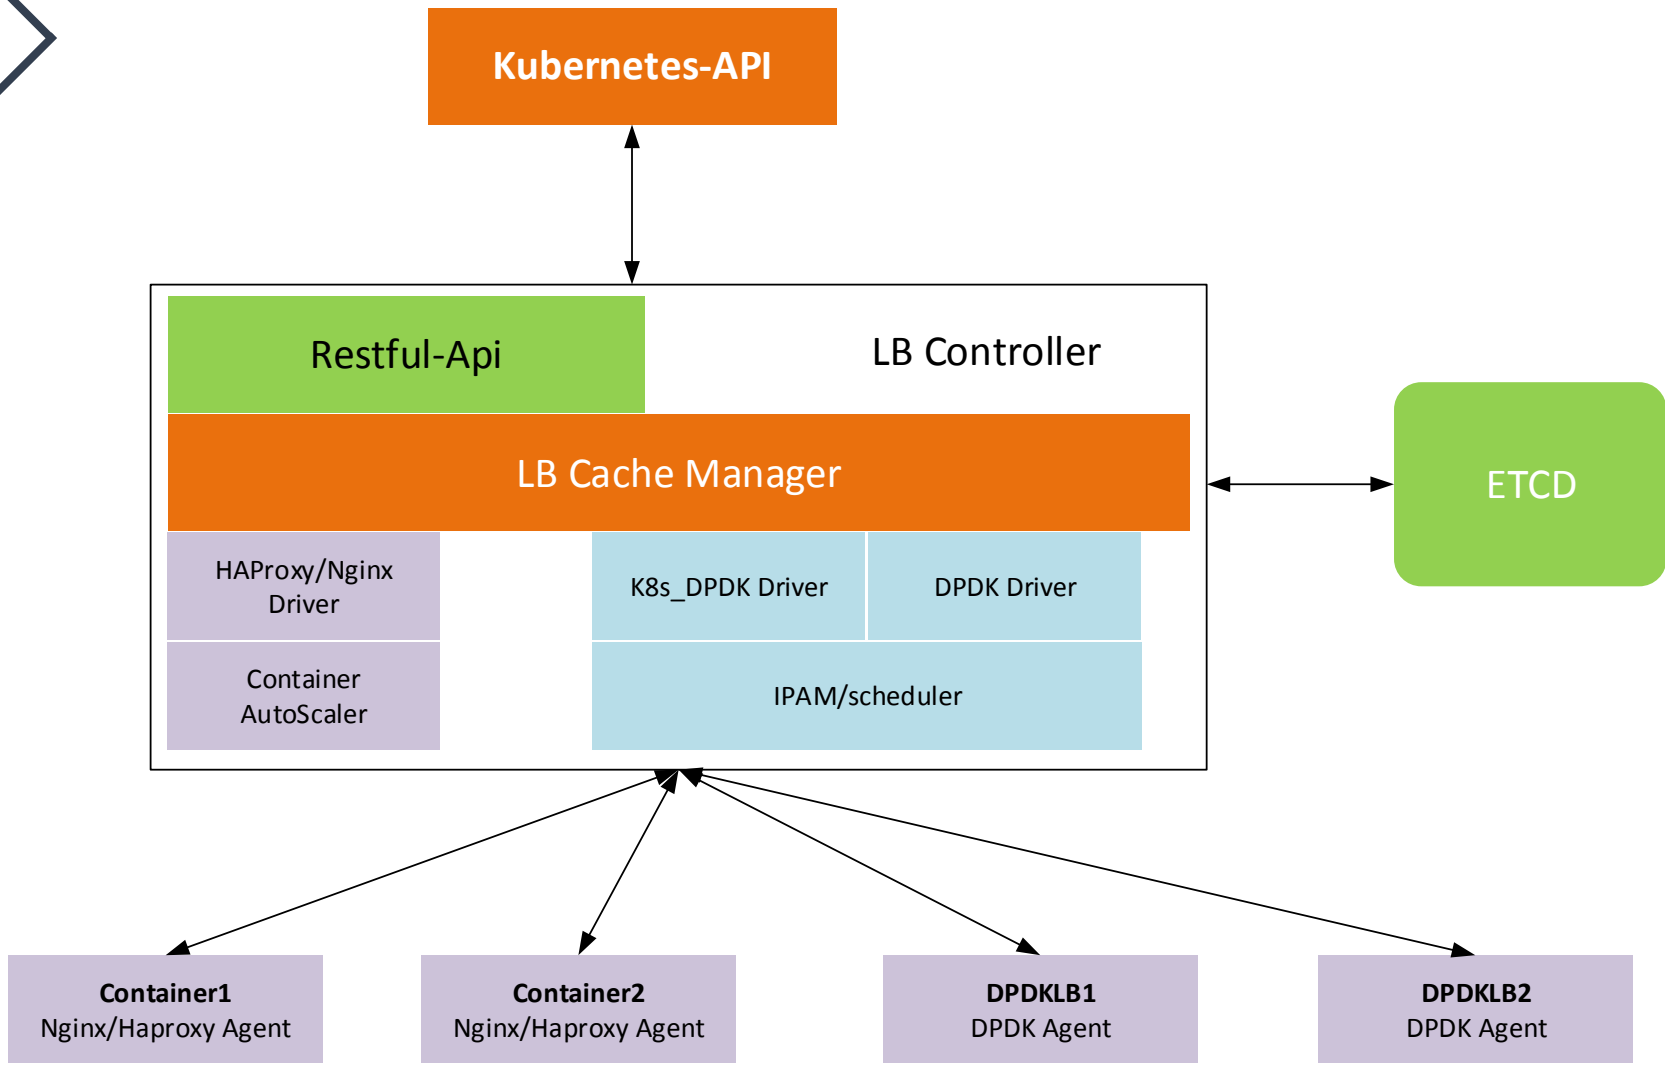 Kubernetes-API
Restful-Api
LB Controller
LB Cache Manager
ETCD
HAProxy/Nginx
Driver
K8s_DPDK Driver
DPDK Driver
Container
AutoScaler
IPAM/scheduler
Container1
Nginx/Haproxy Agent
Container2
Nginx/Haproxy Agent
DPDKLB1
DPDK Agent
DPDKLB2
DPDK Agent